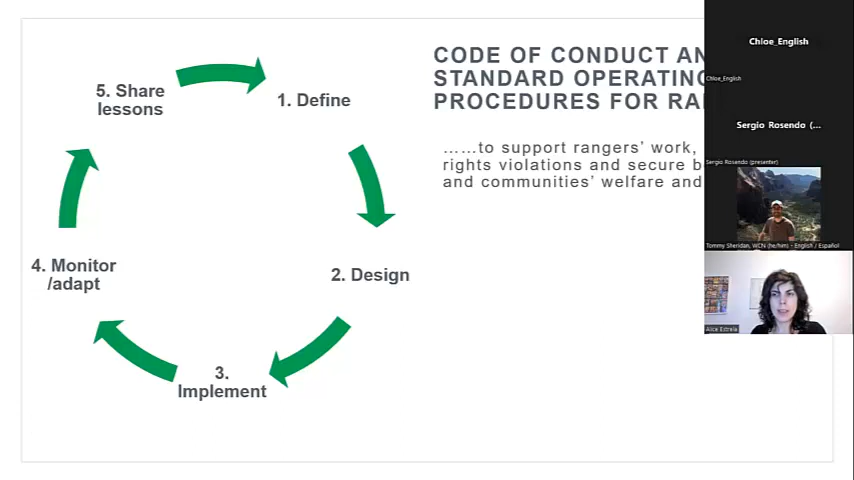 5. Share
lessons
1. Define
2. Design
3.
Implement
4. Monitor
/adapt
CODE OF CONDUCT AN
STANDARD OPERATING
PROCEDURES FOR RA
……to support rangers’ work,
rights violations and secure b
and communities’ welfare and
Chloe_English
Chloe_English
Sergio Rosendo (...
Sergio Rosendo (presenter)
Tommy Sheridan, WCN (he/him) - English / Español
Alice Estrela